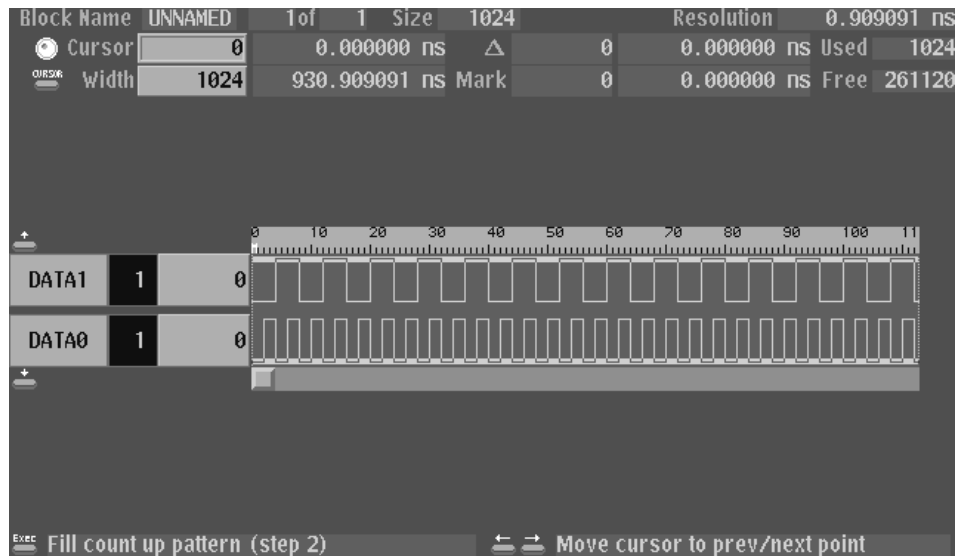 Block Name UNNAMED 1of 1 Size 1024 Resolution 0.909091 ns
Cursor 0 0.000000 ns Δ 0 0.000000 ns Used 1024
CURSOR Width 1024 930.909091 ns Mark 0 0.000000 ns Free 261120
0 10 20 30 40 50 60 70 80 90 100 11
DATA1 1 0
DATA0 1 0
Exec Fill count up pattern (step 2) ← → Move cursor to prev/next point